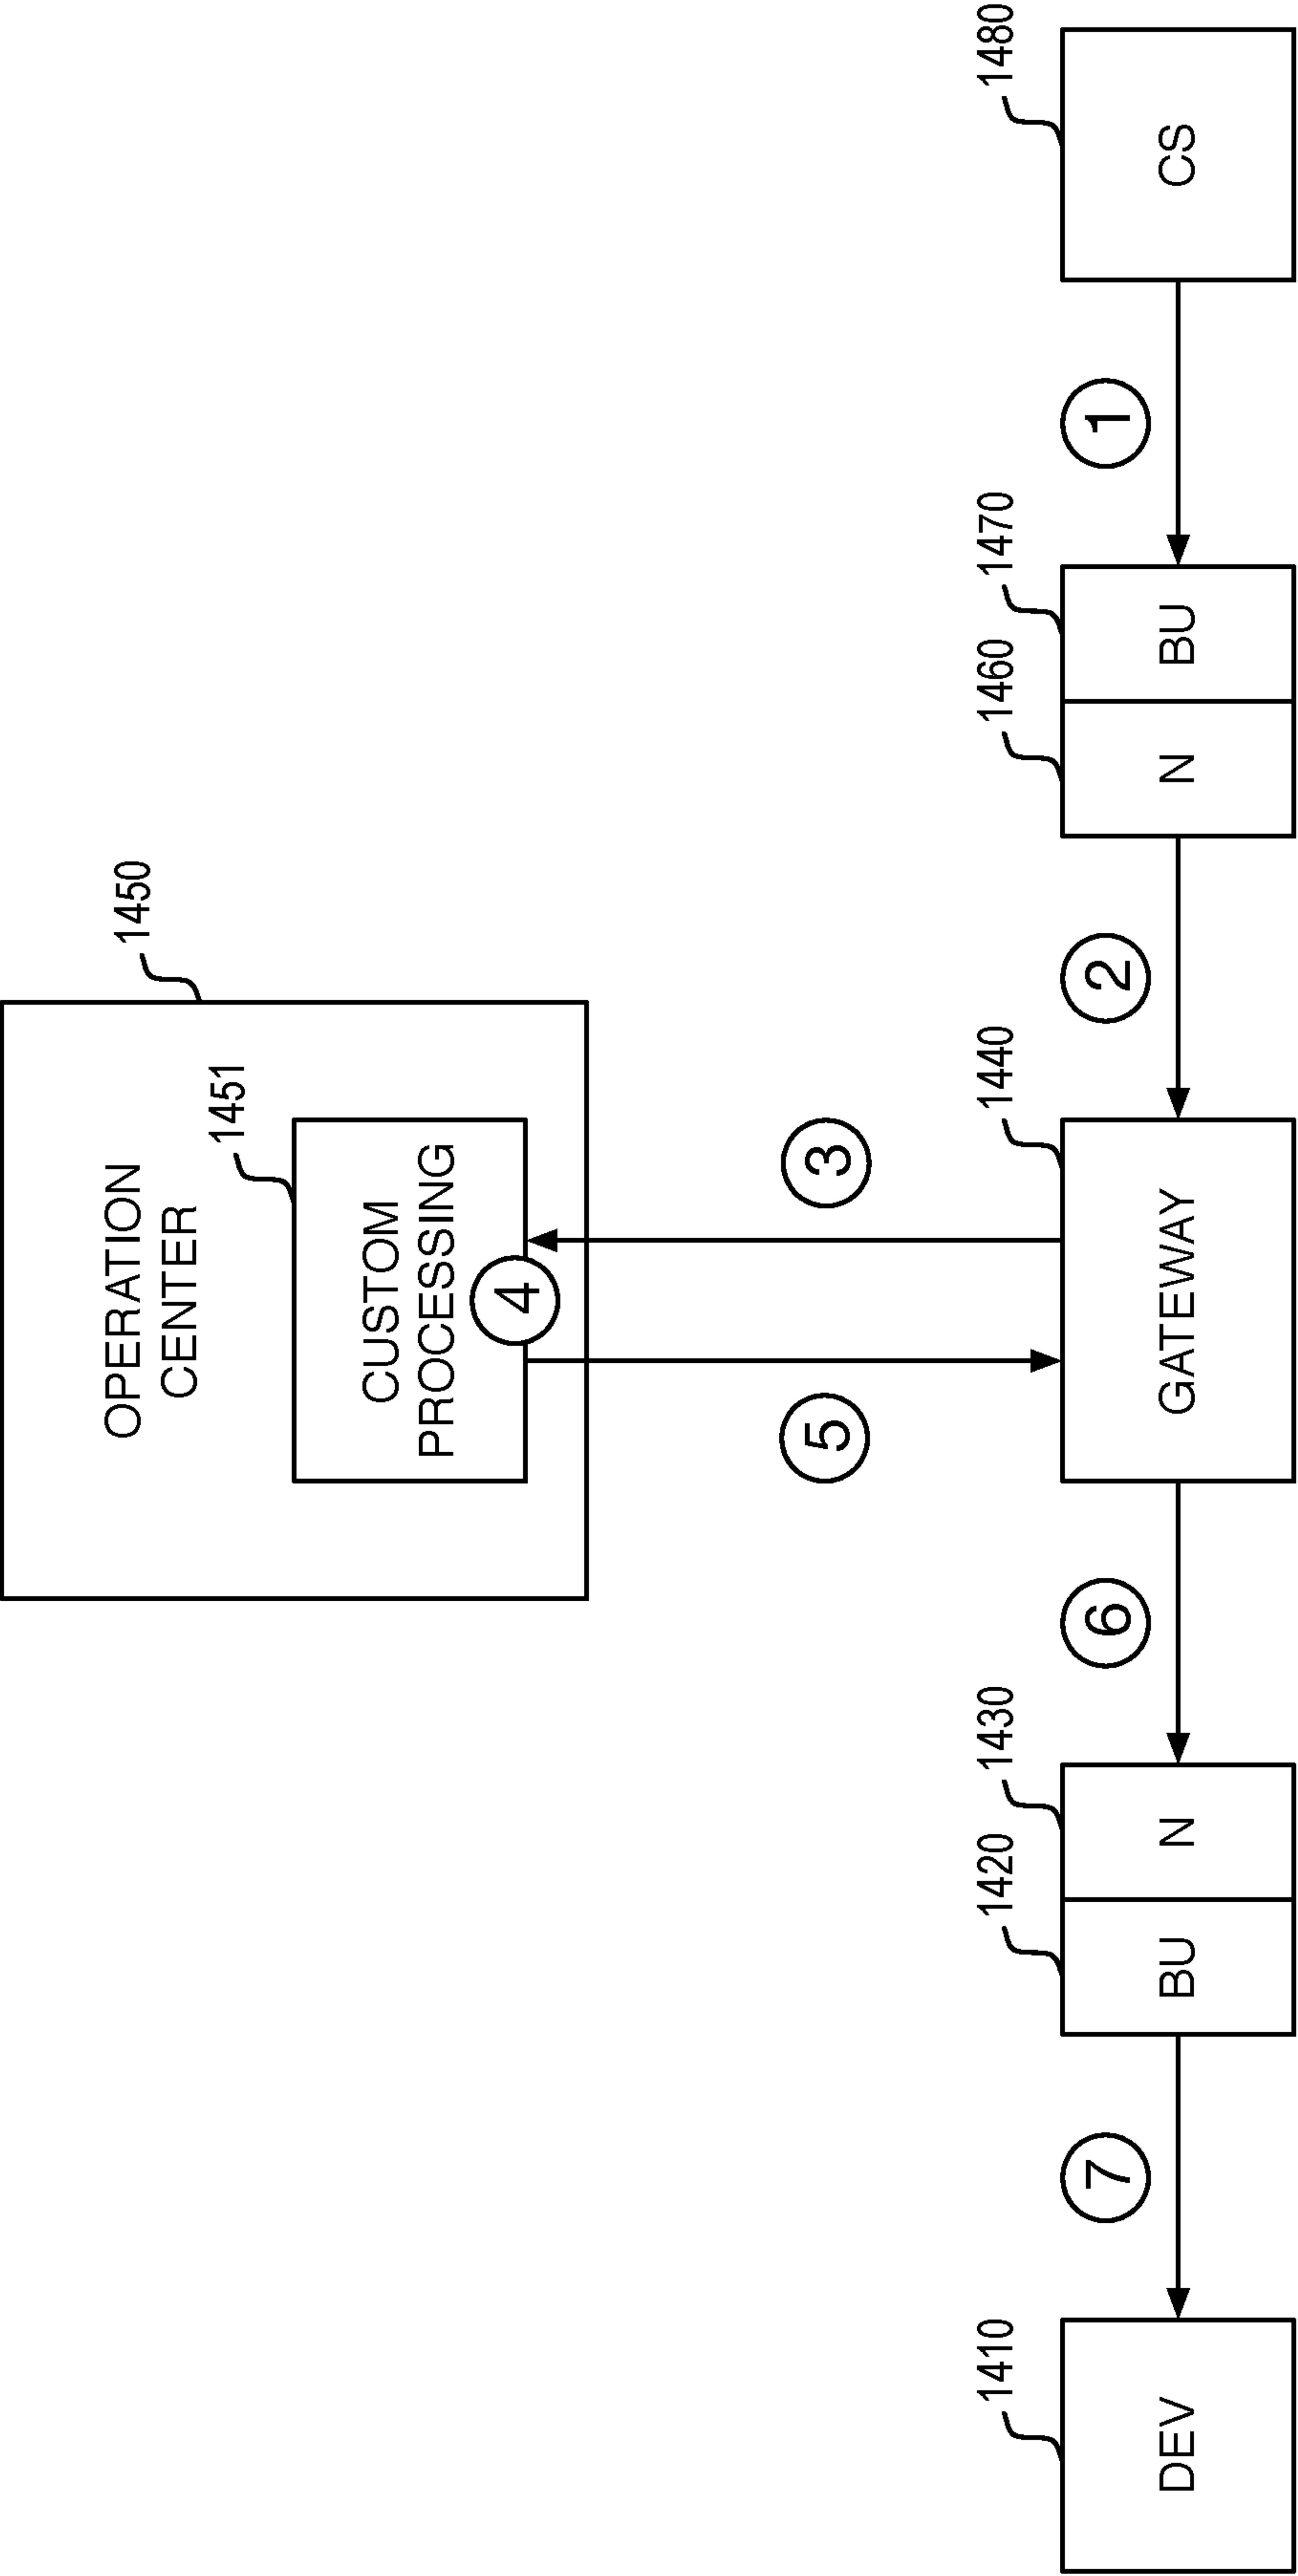 1450
OPERATION
CENTER
1451
CUSTOM
PROCESSING
4
5
3
1410
DEV
7
1420
BU
1430
N
6
1440
GATEWAY
2
1460
N
1470
BU
1
1480
CS